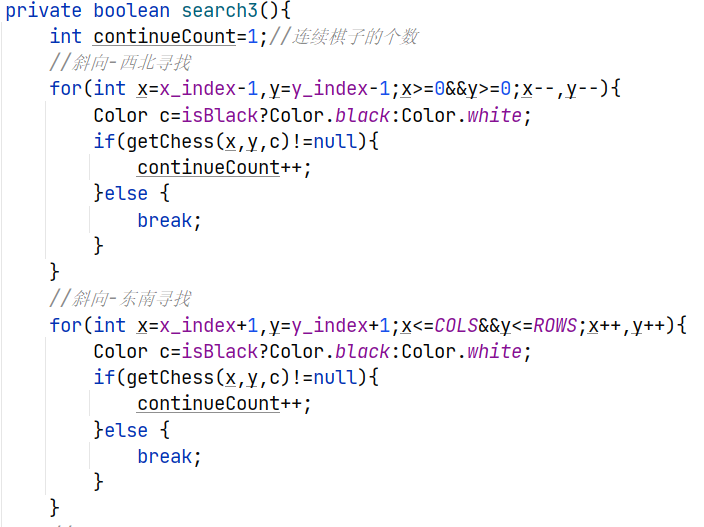 private boolean search3(){
    int continueCount=1;//连续棋子的个数
    //斜向-西北寻找
    for(int x=x_index-1,y=y_index-1;x>=0&&y>=0;x--,y--){
        Color c=isBlack?Color.black:Color.white;
        if(getChess(x,y,c)!=null){
            continueCount++;
        }else {
            break;
        }
    }
    //斜向-东南寻找
    for(int x=x_index+1,y=y_index+1;x<=COLS&&y<=ROWS;x++,y++){
        Color c=isBlack?Color.black:Color.white;
        if(getChess(x,y,c)!=null){
            continueCount++;
        }else {
            break;
        }
    }